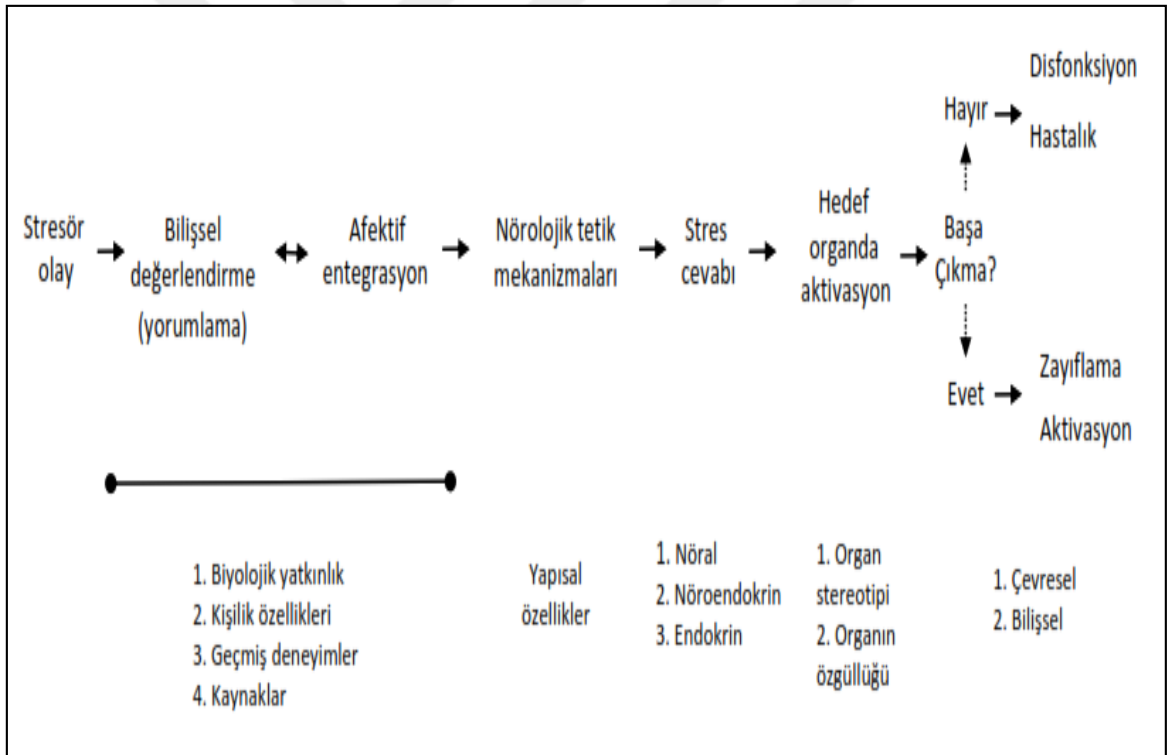 Stresör
olay
Bilişsel
değerlendirme
(yorumlama)
Afektif
entegrasyon
Nörolojik tetik
mekanizmaları
Stres
cevabı
Hedef
organda
aktivasyon
Başa
Çıkma?
Hayır
Disfonksiyon
Hastalık
Evet
Zayıflama
Aktivasyon
1. Biyolojik yatkınlık
2. Kişilik özellikleri
3. Geçmiş deneyimler
4. Kaynaklar
Yapısal
özellikler
1. Nöral
2. Nöroendokrin
3. Endokrin
1. Organ
stereotipi
2. Organın
özgüllüğü
1. Çevresel
2. Bilişsel